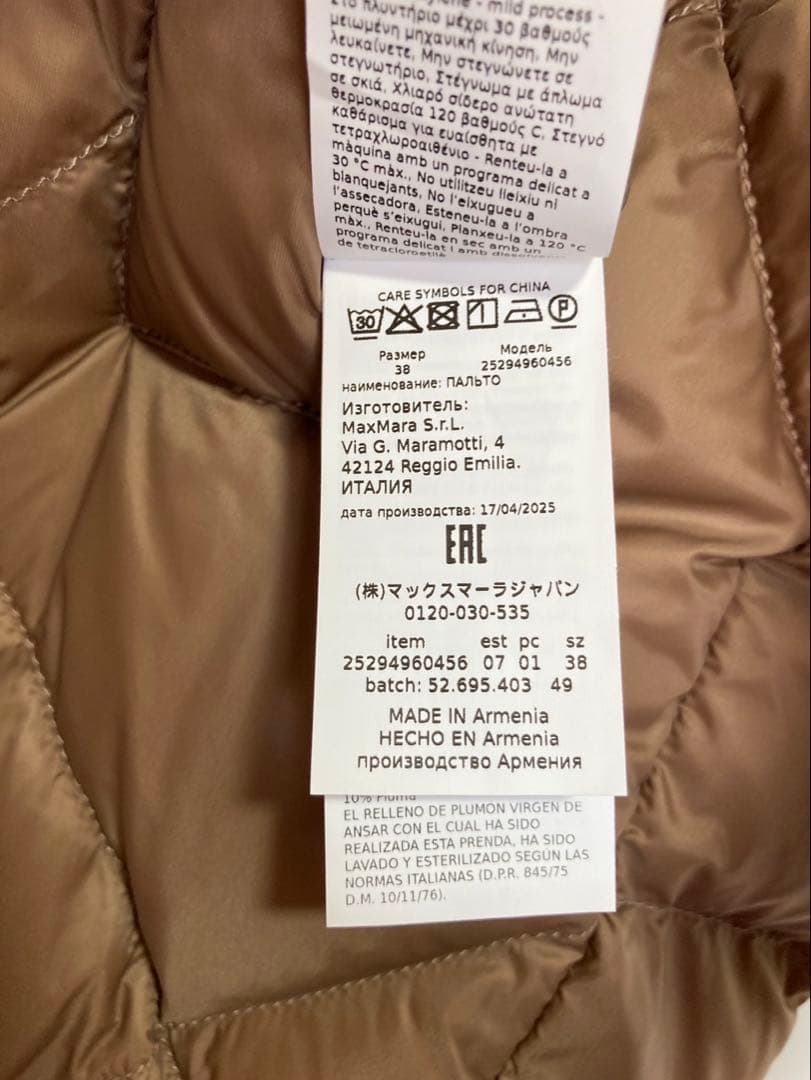 - mild process -
Στο πλυντήριο μέχρι 30 βαθμούς
μειωμένη μηχανική κίνηση, Μην
λευκαίνετε, Μην στεγνώνετε σε
στεγνωτήριο, Στέγνωμα με άπλωμα
σε σκιά, Χλιαρό σίδερο ανώτατη
θερμοκρασία 120 βαθμούς C, Στεγνό
καθάρισμα για ευαίσθητα με
τετραχλωροαιθένιο - Renteu-la a
màquina amb un programa delicat a
30 °C màx., No utilitzeu lleixiu ni
blanquejants, No l'eixugueu a
l'assecadora, Esteneu-la a l'ombra
perquè s'eixugui, Planxeu-la a 120 °C
màx., Renteu-la en sec amb un
programa delicat i amb dissolvent
de tetracloroetilè
CARE SYMBOLS FOR CHINA
30 P
Размер Модель
38 25294960456
наименование: ПАЛЬТО
Изготовитель:
MaxMara S.r.L.
Via G. Maramotti, 4
42124 Reggio Emilia.
ИТАЛИЯ
дата производства: 17/04/2025
EAC
(株)マックスマーラジャパン
0120-030-535
item est pc sz
25294960456 07 01 38
batch: 52.695.403 49
MADE IN Armenia
HECHO EN Armenia
производство Армения
10% Piuma
EL RELLENO DE PLUMON VIRGEN DE
ANSAR CON EL CUAL HA SIDO
REALIZADA ESTA PRENDA, HA SIDO
LAVADO Y ESTERILIZADO SEGÚN LAS
NORMAS ITALIANAS (D.P.R. 845/75
D.M. 10/11/76).